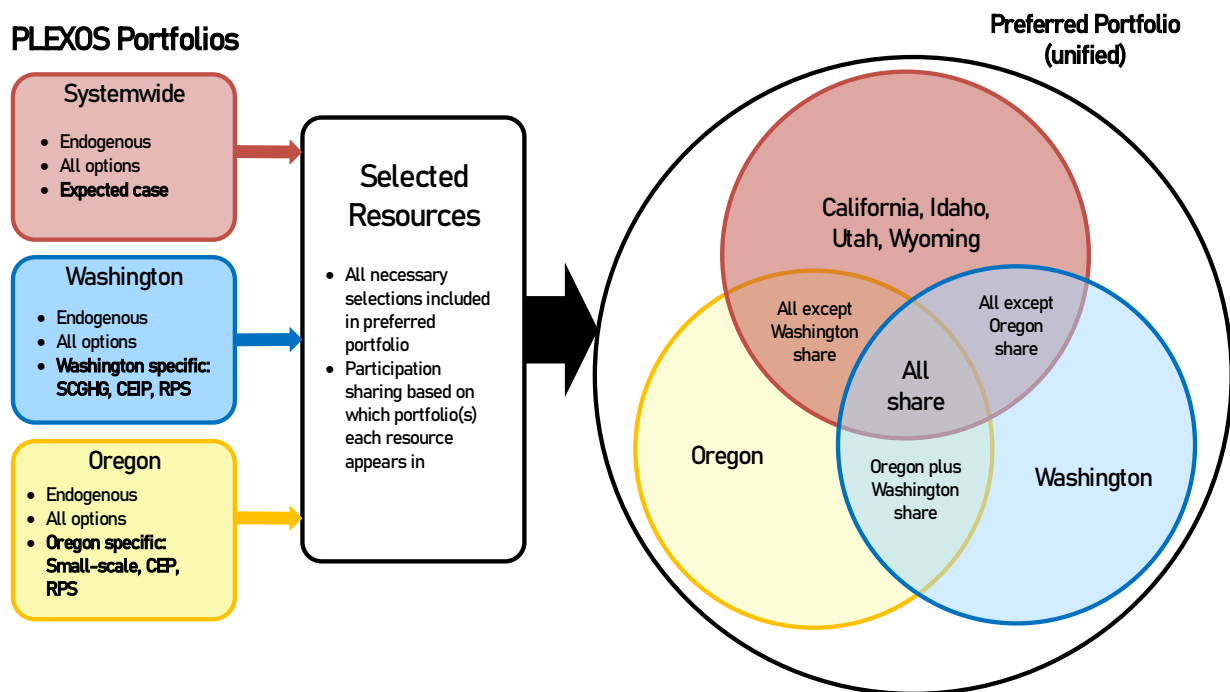 PLEXOS Portfolios
Systemwide
• Endogenous
• All options
• Expected case
Washington
• Endogenous
• All options
• Washington specific:
SCGHG, CEIP, RPS
Oregon
• Endogenous
• All options
• Oregon specific:
Small-scale, CEP,
RPS
Selected
Resources
• All necessary
selections included
in preferred
portfolio
• Participation
sharing based on
which portfolio(s)
each resource
appears in
Preferred Portfolio
(unified)
California, Idaho,
Utah, Wyoming
All except
Washington
share
All except
Oregon
share
All
share
Oregon
Oregon plus
Washington
share
Washington